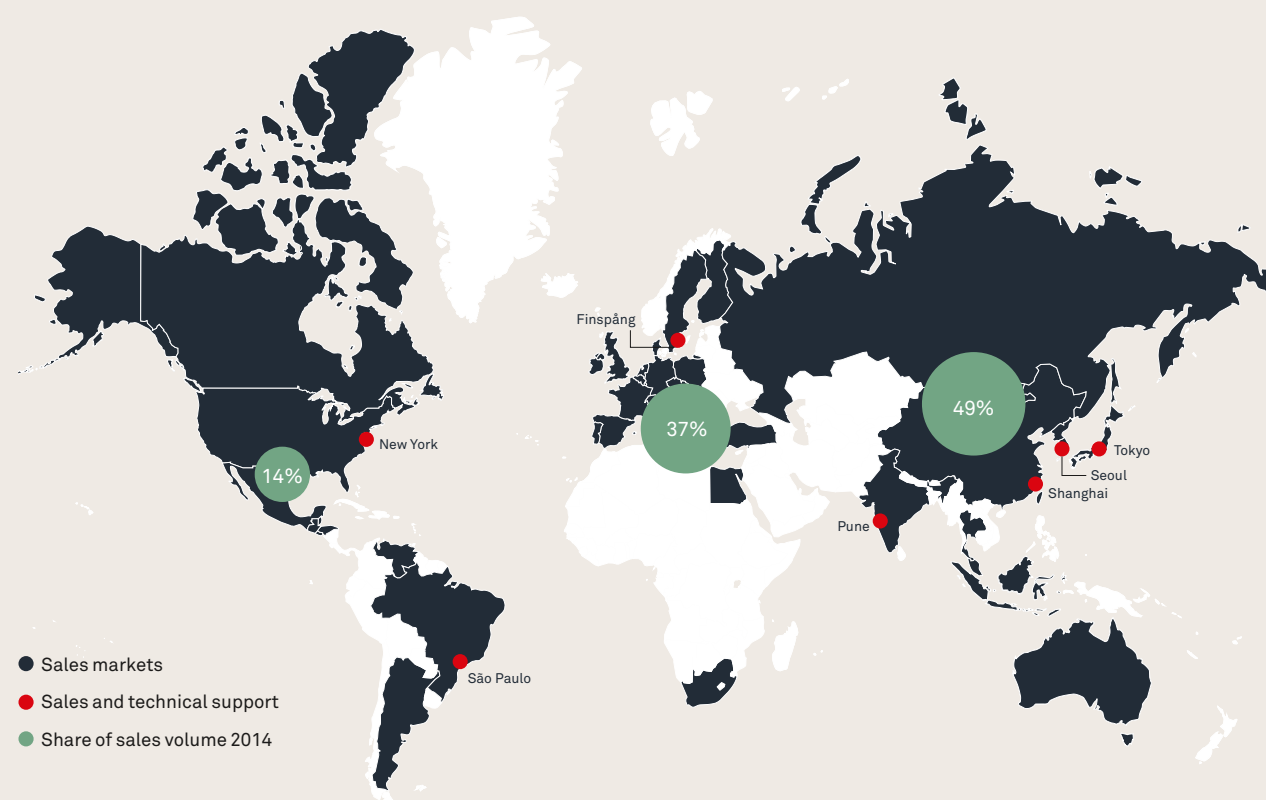 Finspång
49%
37%
New York
Tokyo
14%
Seoul
Shanghai
Pune
Sales markets
São Paulo
Sales and technical support
Share of sales volume 2014